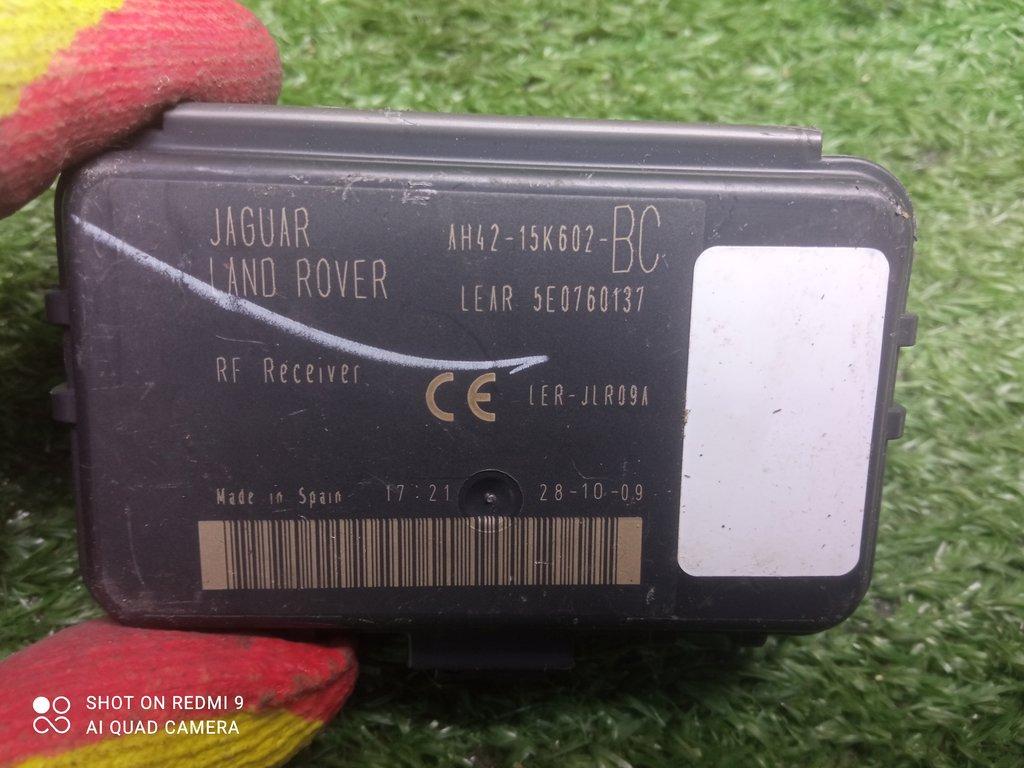 JAGUAR
LAND ROVER
AH42-15K602-BC
LEAR 5E0760137
RF Receiver
CE LER-JLR09A
Made in Spain 17:21 28-10-09
SHOT ON REDMI 9
AI QUAD CAMERA